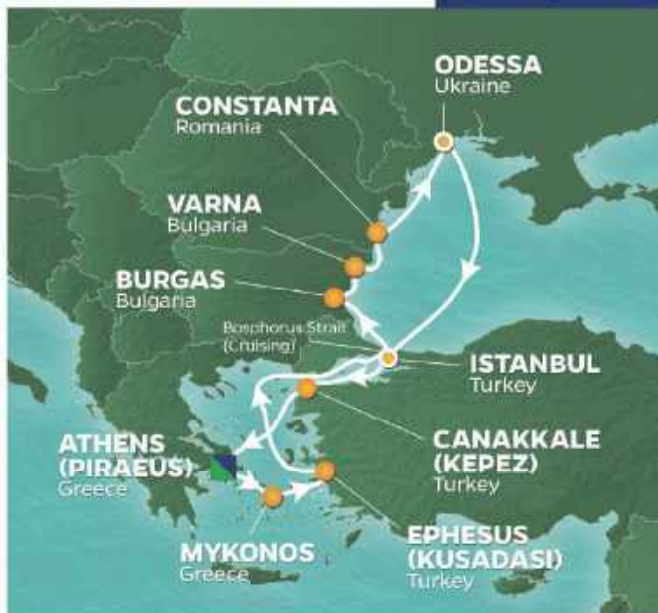 ODESSA
Ukraine
CONSTANTA
Romania
VARNA
Bulgaria
BURGAS
Bulgaria
Bosphorus Strait
(Cruising)
ISTANBUL
Turkey
CANAKKALE
(KEPEZ)
Turkey
ATHENS
(PIRAEUS)
Greece
MYKONOS
Greece
EPHESUS
(KUSADASI)
Turkey